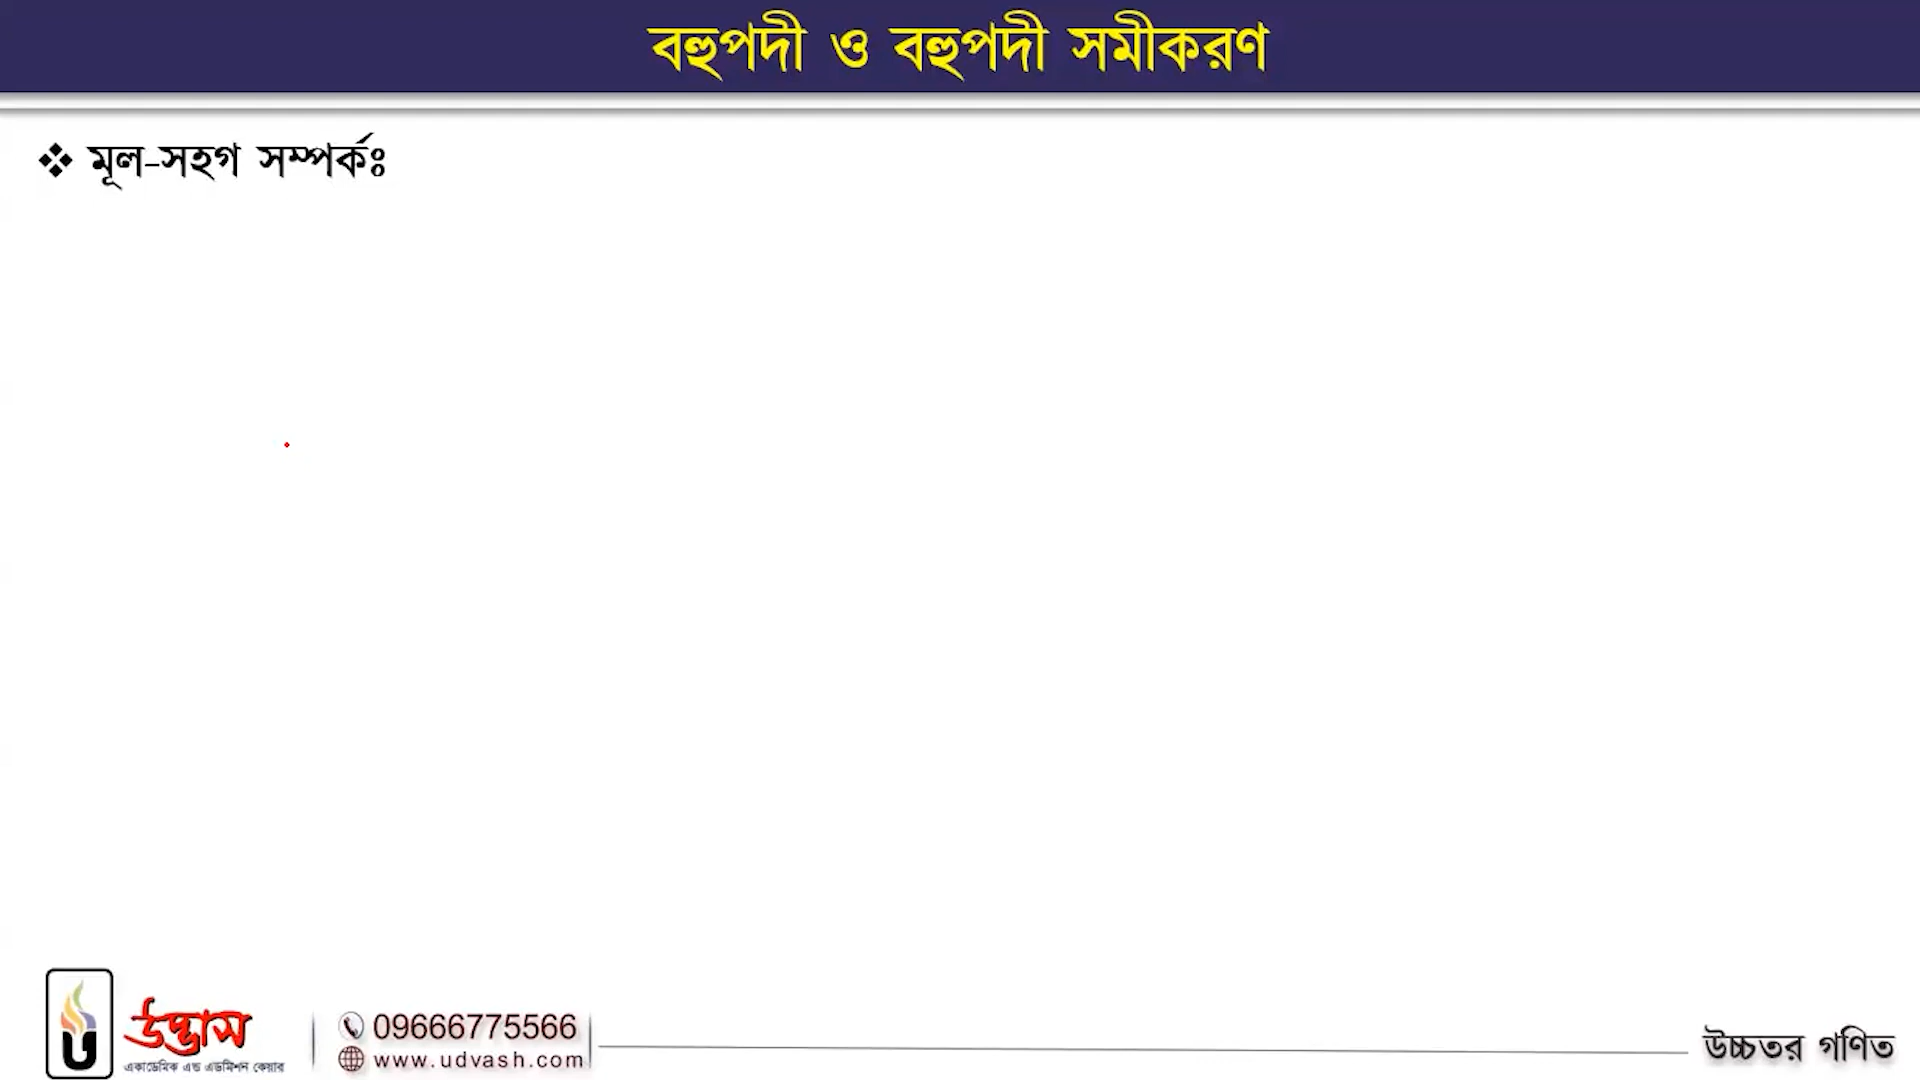 বহুপদী ও বহুপদী সমীকরণ
❖ মূল-সহগ সম্পর্কঃ
U উদ্ভাস
একাডেমিক এন্ড এডমিশন কেয়ার
09666775566
www.udvash.com
উচ্চতর গণিত